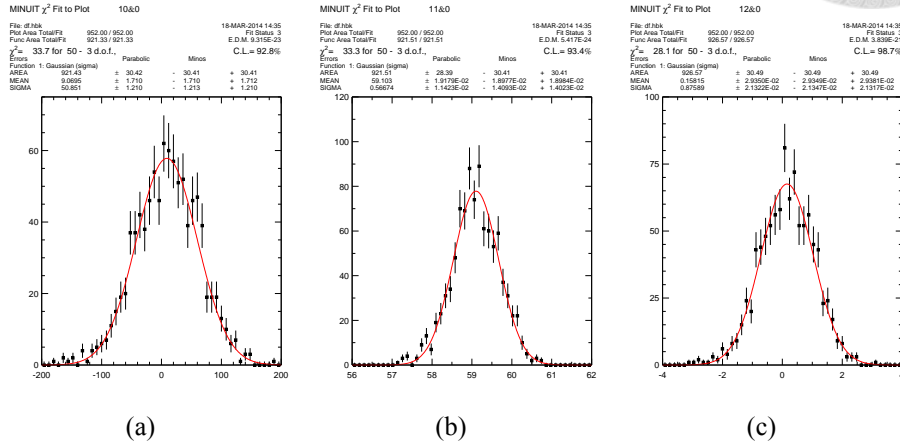 MINUIT χ² Fit to Plot 10&0
File: df.hbk 18-MAR-2014 14:35
Plot Area Total/Fit 952.00 / 952.00 Fit Status 3
Func Area Total/Fit 921.33 / 921.33 E.D.M. 9.315E-23
χ²= 33.7 for 50 - 3 d.o.f., C.L.= 92.8%
Errors Parabolic Minos
Function 1: Gaussian (sigma)
AREA 921.43 ± 30.42 - 30.41 + 30.41
MEAN 9.0695 ± 1.710 - 1.710 + 1.712
SIGMA 50.851 ± 1.210 - 1.213 + 1.210
60
40
20
0
-200 -100 0 100 200
(a)
MINUIT χ² Fit to Plot 11&0
File: df.hbk 18-MAR-2014 14:35
Plot Area Total/Fit 952.00 / 952.00 Fit Status 3
Func Area Total/Fit 921.51 / 921.51 E.D.M. 5.417E-24
χ²= 33.3 for 50 - 3 d.o.f., C.L.= 93.4%
Errors Parabolic Minos
Function 1: Gaussian (sigma)
AREA 921.51 ± 28.39 - 30.41 + 30.41
MEAN 59.103 ± 1.9179E-02 - 1.8977E-02 + 1.8984E-02
SIGMA 0.56674 ± 1.1423E-02 - 1.4093E-02 + 1.4023E-02
120
100
80
60
40
20
0
56 57 58 59 60 61 62
(b)
MINUIT χ² Fit to Plot 12&0
File: df.hbk 18-MAR-2014 14:35
Plot Area Total/Fit 952.00 / 952.00 Fit Status 3
Func Area Total/Fit 926.57 / 926.57 E.D.M. 3.839E-21
χ²= 28.1 for 50 - 3 d.o.f., C.L.= 98.7%
Errors Parabolic Minos
Function 1: Gaussian (sigma)
AREA 926.57 ± 30.49 - 30.49 + 30.49
MEAN 0.15815 ± 2.9350E-02 - 2.9349E-02 + 2.9381E-02
SIGMA 0.87589 ± 2.1322E-02 - 2.1347E-02 + 2.1317E-02
100
75
50
25
0
-4 -2 0 2
(c)